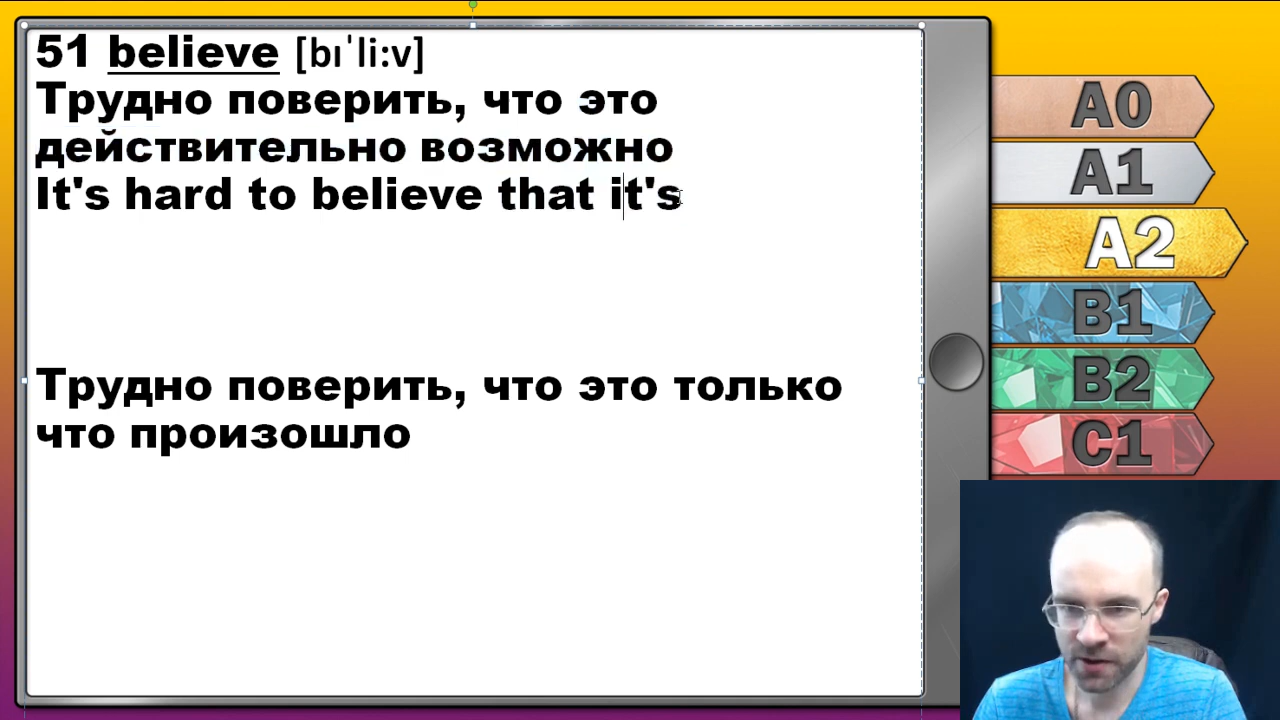 51 believe [bɪˈliːv]
Трудно поверить, что это
действительно возможно
It's hard to believe that it's
Трудно поверить, что это только
что произошло
A0
A1
A2
B1
B2
C1